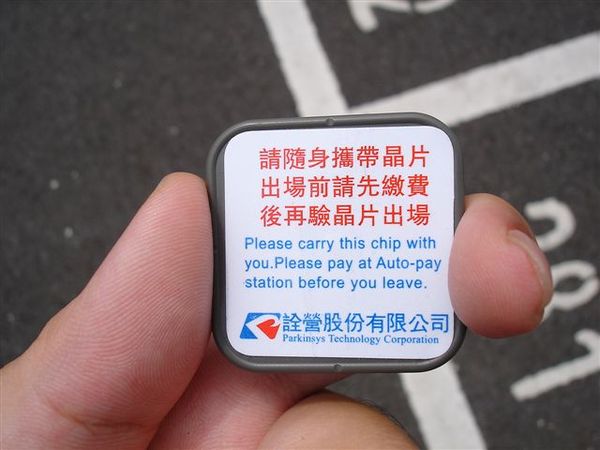 請隨身攜帶晶片
出場前請先繳費
後再驗晶片出場
Please carry this chip with
you.Please pay at Auto-pay
station before you leave.
詮營股份有限公司
Parkinsys Technology Corporation